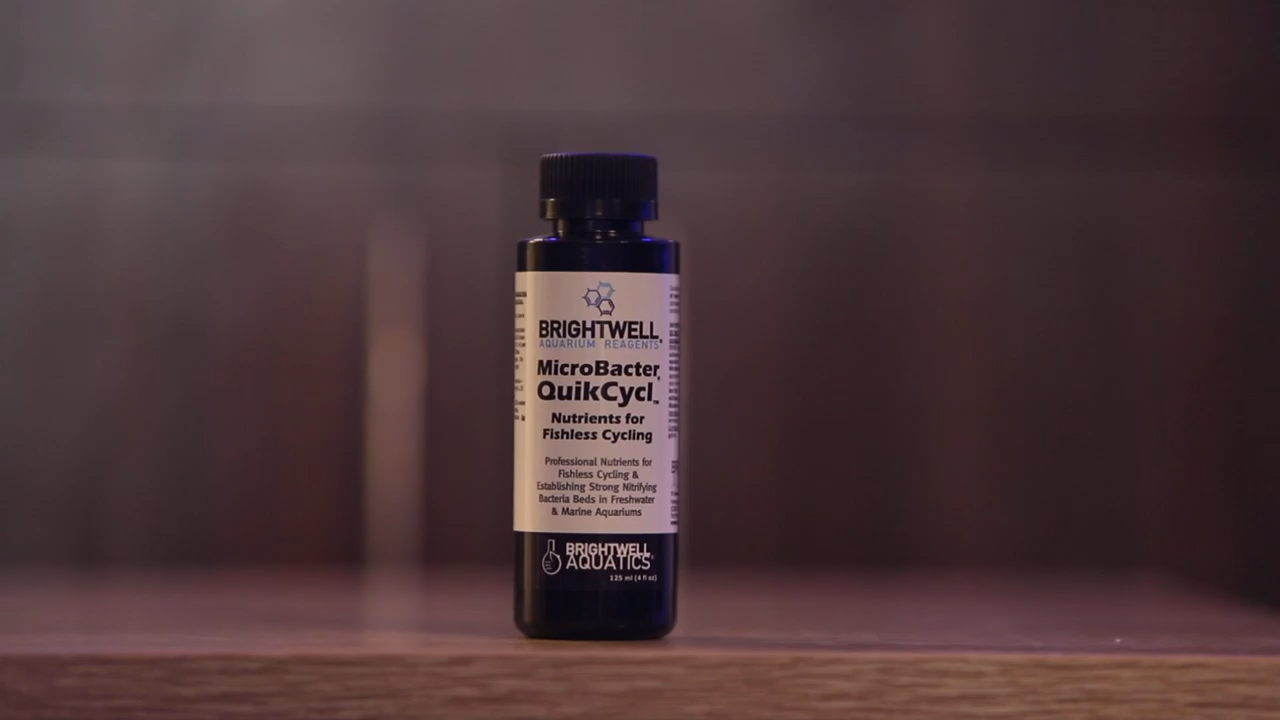 BRIGHTWELL®
AQUARIUM REAGENTS
MicroBacter®
QuikCycl™
Nutrients for
Fishless Cycling
Professional Nutrients for
Fishless Cycling &
Establishing Strong Nitrifying
Bacteria Beds in Freshwater
& Marine Aquariums
BRIGHTWELL
AQUATICS®
125 ml (4 fl oz)